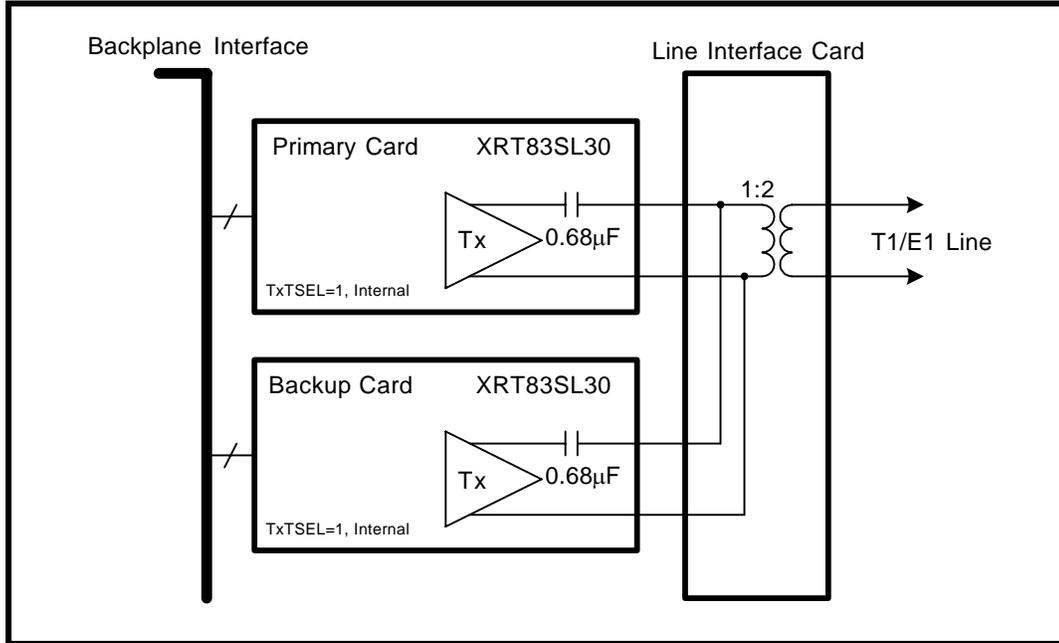 Backplane Interface
Line Interface Card
Primary Card XRT83SL30
1:2
Tx
0.68µF
T1/E1 Line
TxTSEL=1, Internal
Backup Card XRT83SL30
Tx
0.68µF
TxTSEL=1, Internal